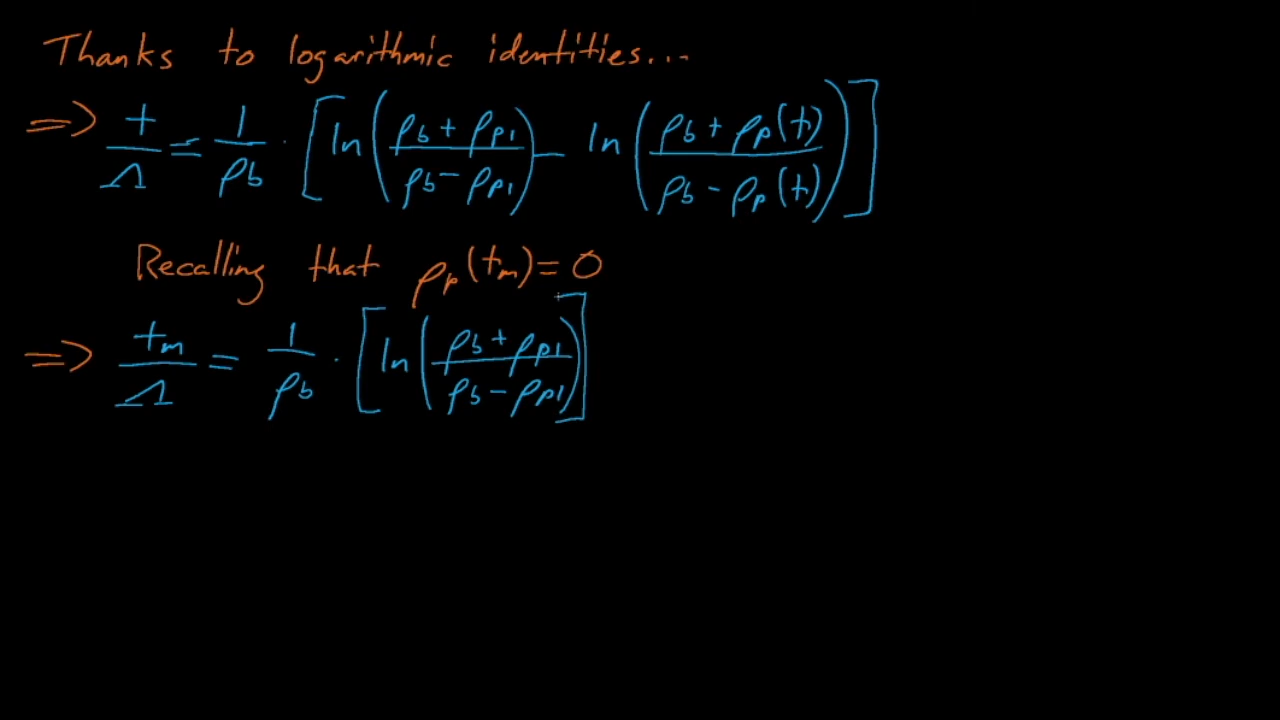 Thanks to logarithmic identities...
=> t/Λ = 1/ρb · [ln((ρb + ρp1)/(ρb - ρp1)) - ln((ρb + ρp(t))/(ρb - ρp(t)))]
Recalling that ρp(tm) = 0
=> tm/Λ = 1/ρb · [ln((ρb + ρp1)/(ρb - ρp1))]